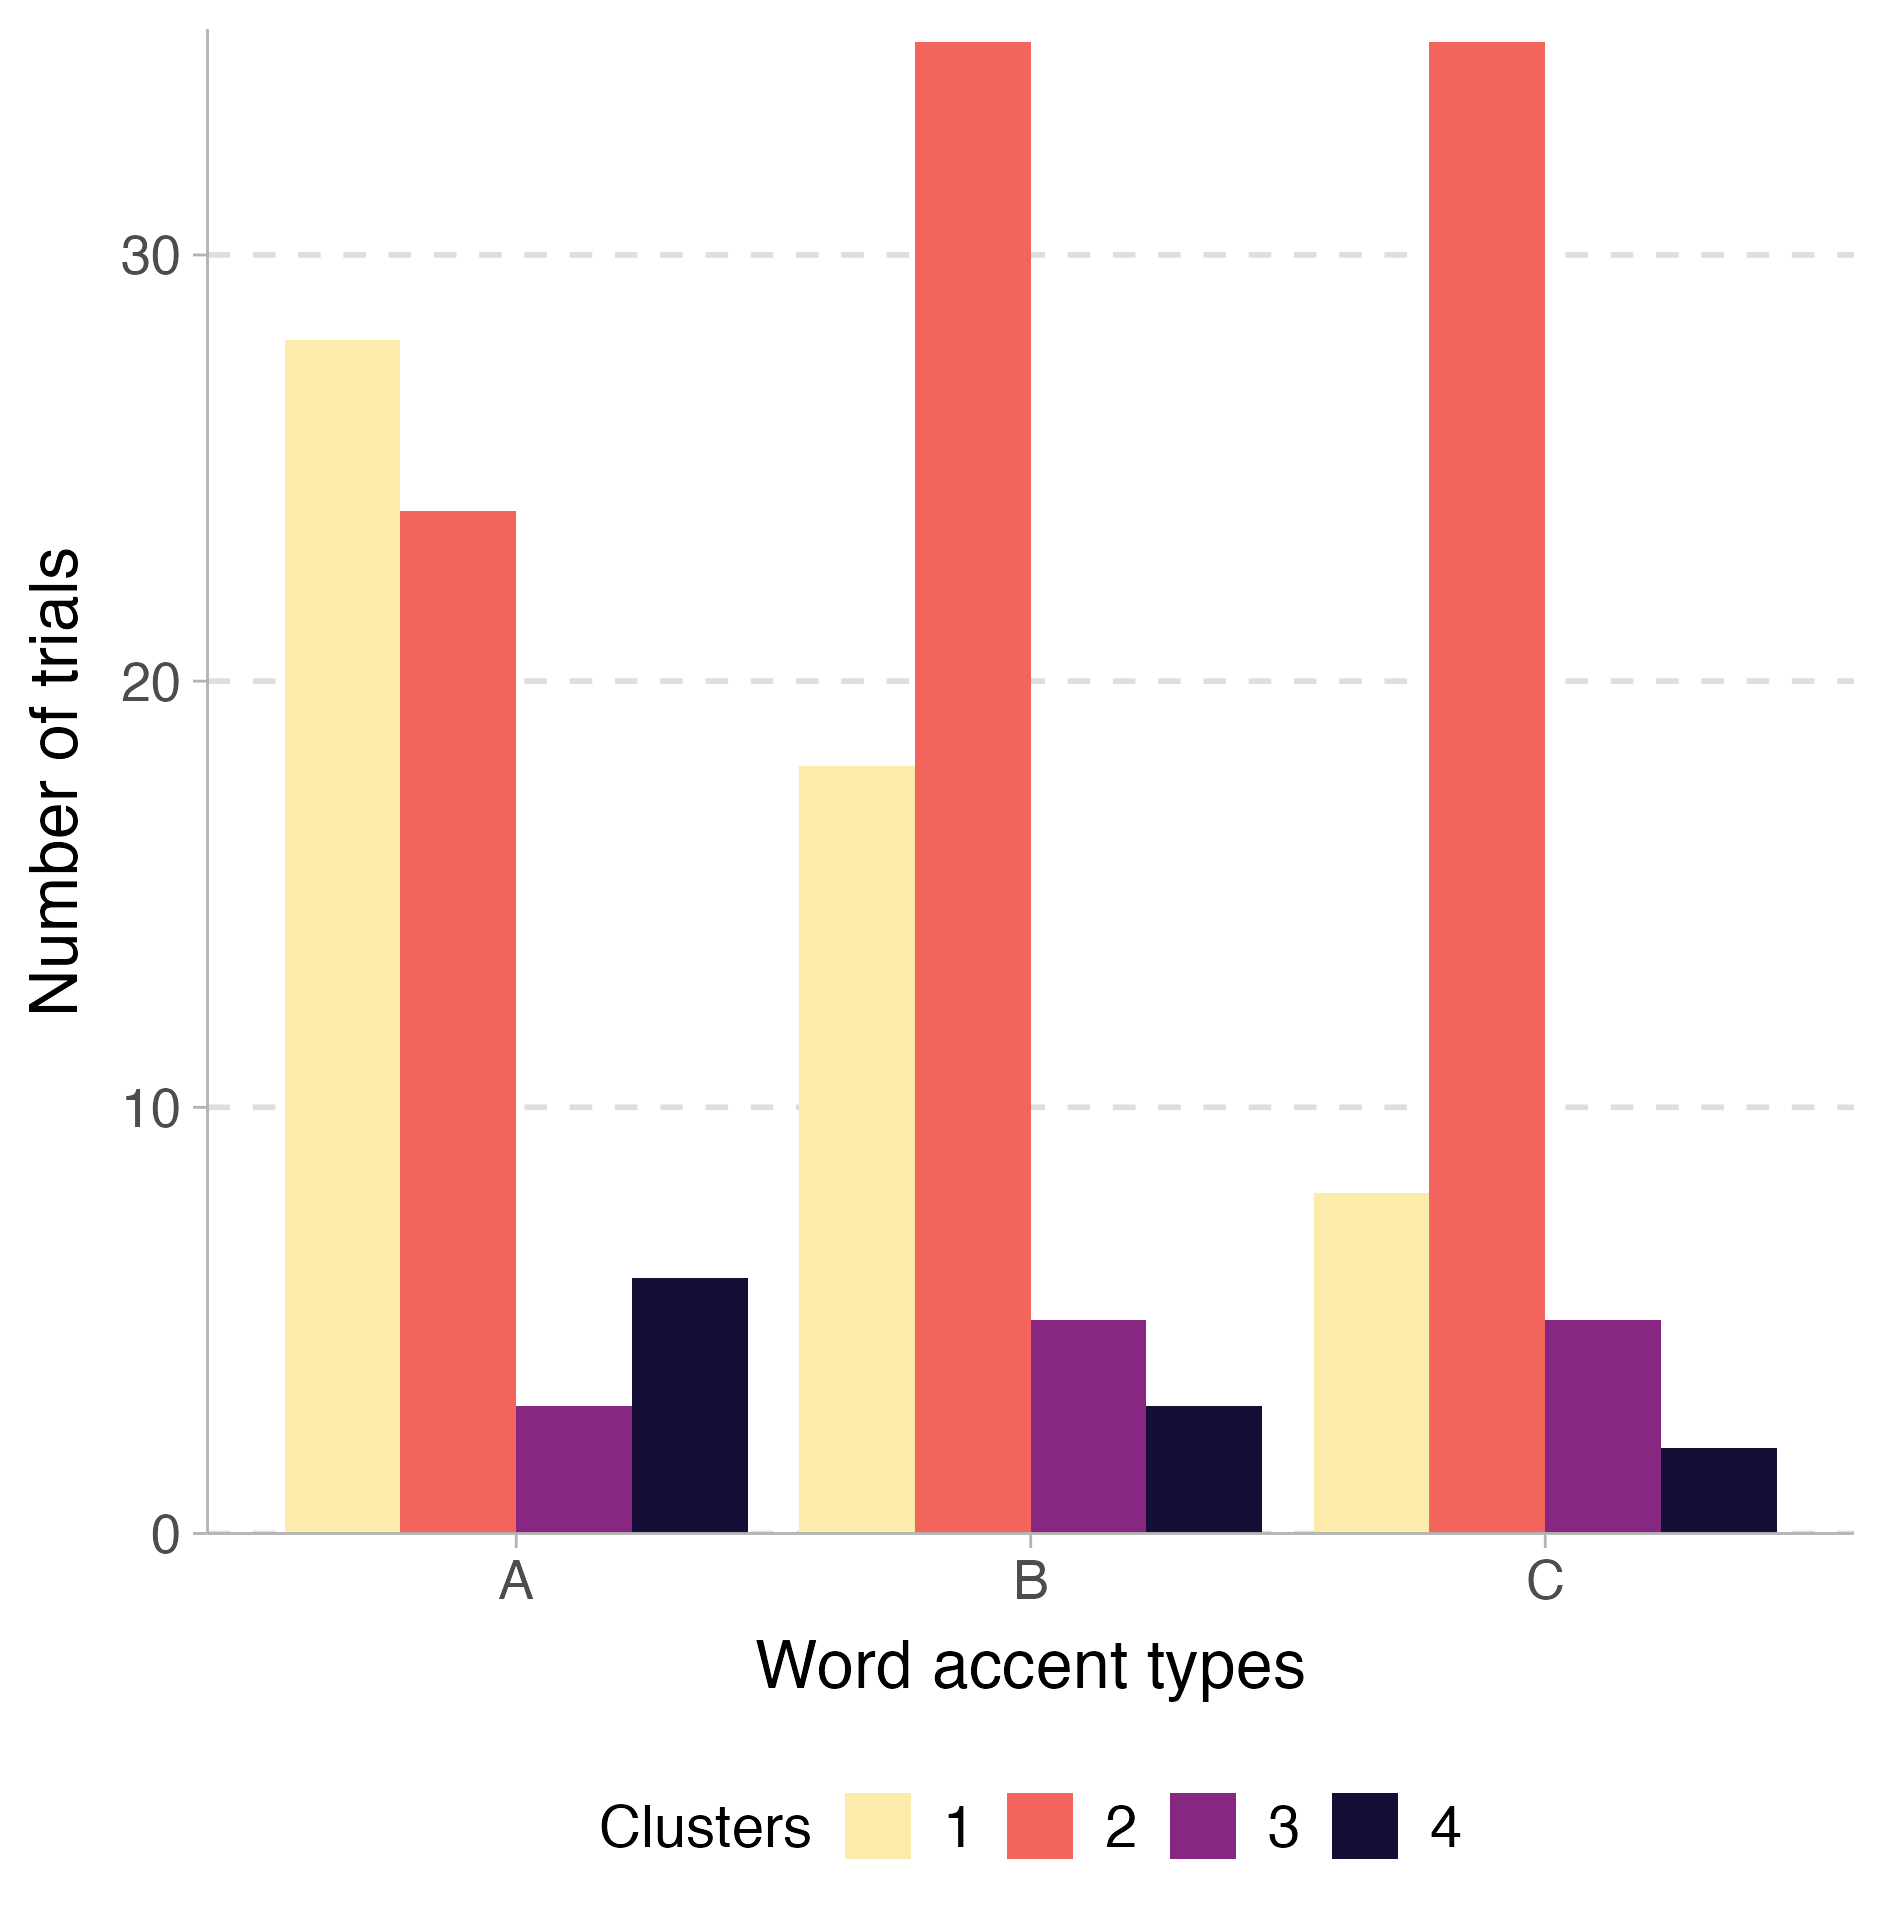 Number of trials
30
20
10
0
A B C
Word accent types
Clusters 1 2 3 4